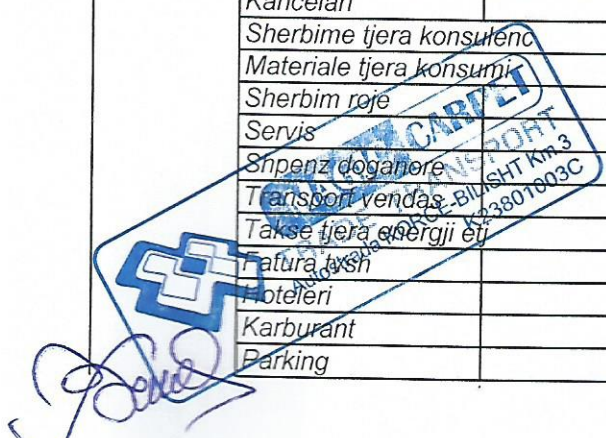 Kancelari
Sherbime tjera konsulenc
Materiale tjera konsumi
Sherbim roje
Servis
Shpenz doganore
Transport vendas
Takse tjera energji etj
Fatura tvsh
Hoteleri
Karburant
Parking
CARPET
TRADE TRANSPORT
Autostrada KORCE-BILISHT Km.3
K23801003C